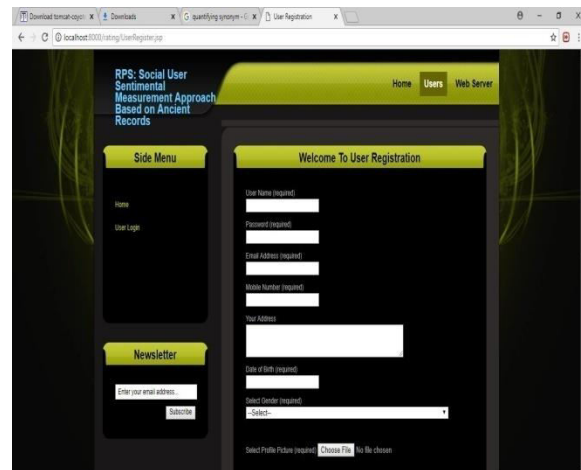 Download tomcat-coyo
Downloads
quantifying synonym - G
User Registration
localhost:8000/rating/UserRegister.jsp
RPS: Social User
Sentimental
Measurement Approach
Based on Ancient
Records
Home Users Web Server
Side Menu
Home
User Login
Newsletter
Enter your email address...
Subscribe
Welcome To User Registration
User Name (required)
Password (required)
Email Address (required)
Mobile Number (required)
Your Address
Date of Birth (required)
Select Gender (required)
--Select--
Select Profile Picture (required) Choose File No file chosen